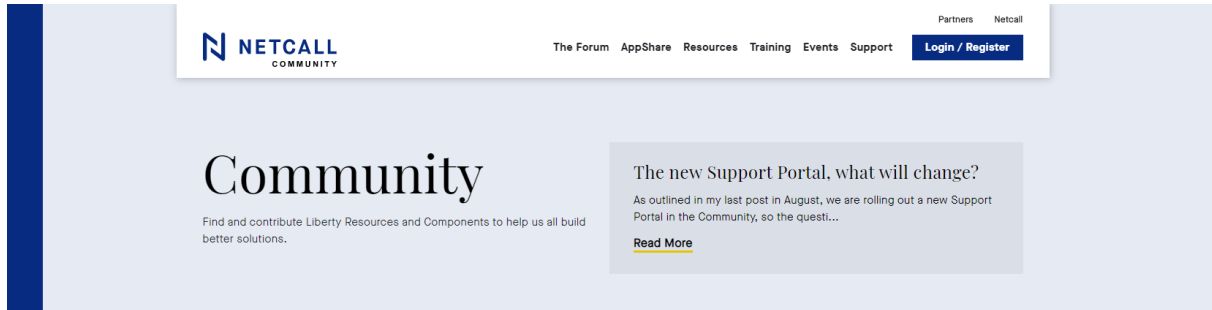 Partners Netcall
NETCALL
COMMUNITY
The Forum AppShare Resources Training Events Support Login / Register
Community
Find and contribute Liberty Resources and Components to help us all build
better solutions.
The new Support Portal, what will change?
As outlined in my last post in August, we are rolling out a new Support
Portal in the Community, so the questi...
Read More